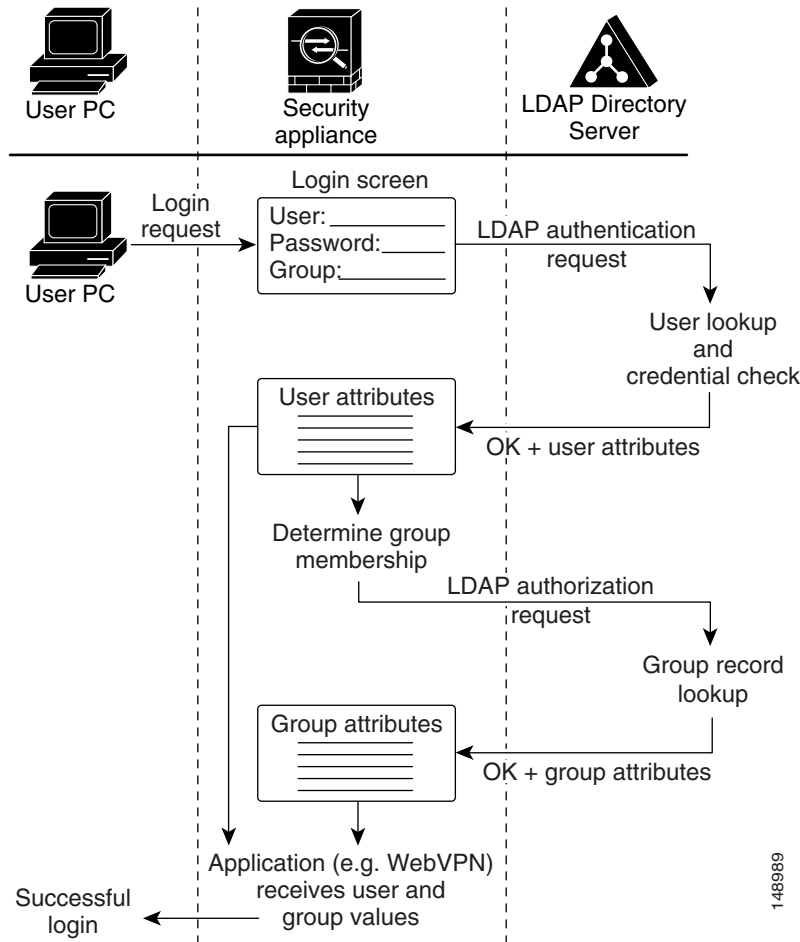 User PC
Security
appliance
LDAP Directory
Server
Login screen
Login
request
User:
Password:
Group:
User PC
LDAP authentication
request
User lookup
and
credential check
User attributes
OK + user attributes
Determine group
membership
LDAP authorization
request
Group record
lookup
Group attributes
OK + group attributes
Application (e.g. WebVPN)
receives user and
group values
Successful
login
148989